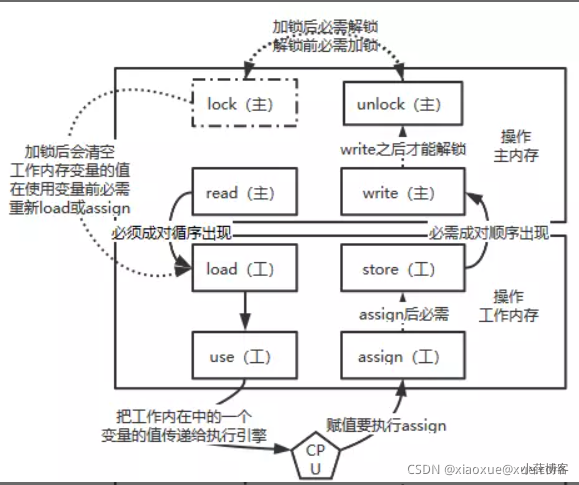 加锁后必需解锁
解锁前必需加锁
lock（主）
unlock（主）
加锁后会清空
工作内存变量的值
在使用变量前必需
重新load或assign
write之后才能解锁
操作
主内存
read（主）
write（主）
必须成对循序出现
必需成对顺序出现
load（工）
store（工）
操作
工作内存
assign后必需
use（工）
assign（工）
把工作内在中的一个
变量的值传递给执行引擎
赋值要执行assign
CP
U
CSDN @xiaoxue@xueitong